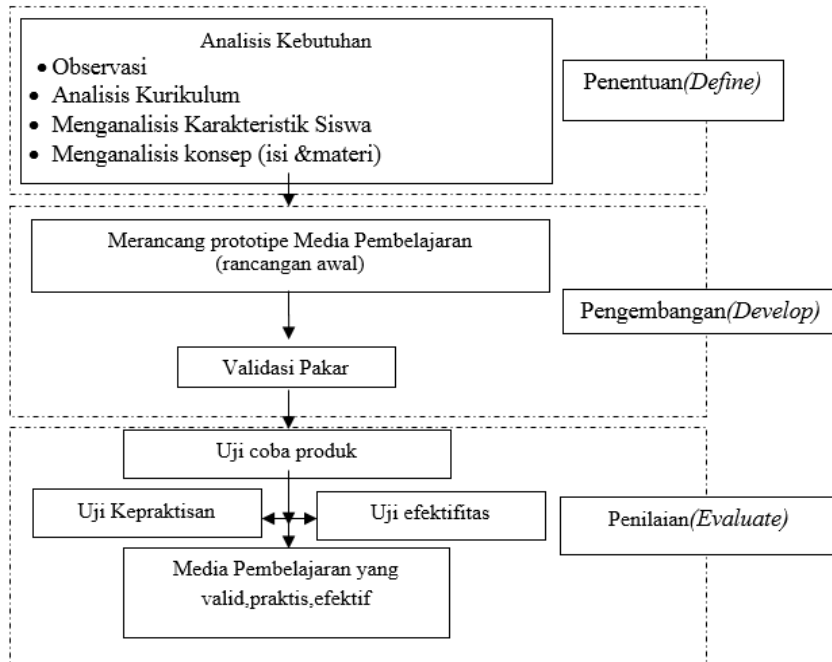 Analisis Kebutuhan
• Observasi
• Analisis Kurikulum
• Menganalisis Karakteristik Siswa
• Menganalisis konsep (isi &materi)
Penentuan(Define)
Merancang prototipe Media Pembelajaran
(rancangan awal)
Pengembangan(Develop)
Validasi Pakar
Uji coba produk
Uji Kepraktisan
Uji efektifitas
Penilaian(Evaluate)
Media Pembelajaran yang
valid,praktis,efektif